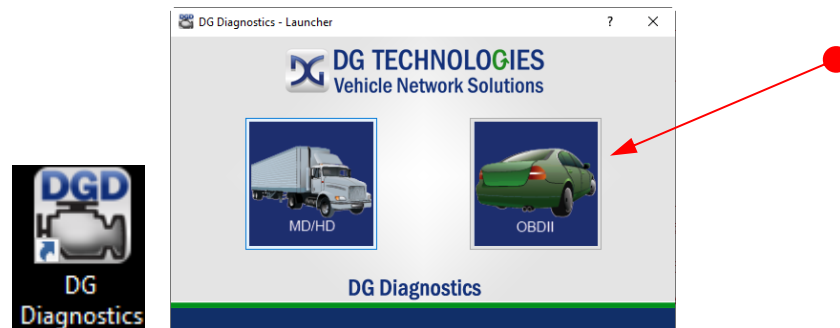 DG Diagnostics - Launcher
?
DG TECHNOLOGIES
Vehicle Network Solutions
MD/HD
OBDII
DG Diagnostics
DGD
DG
Diagnostics